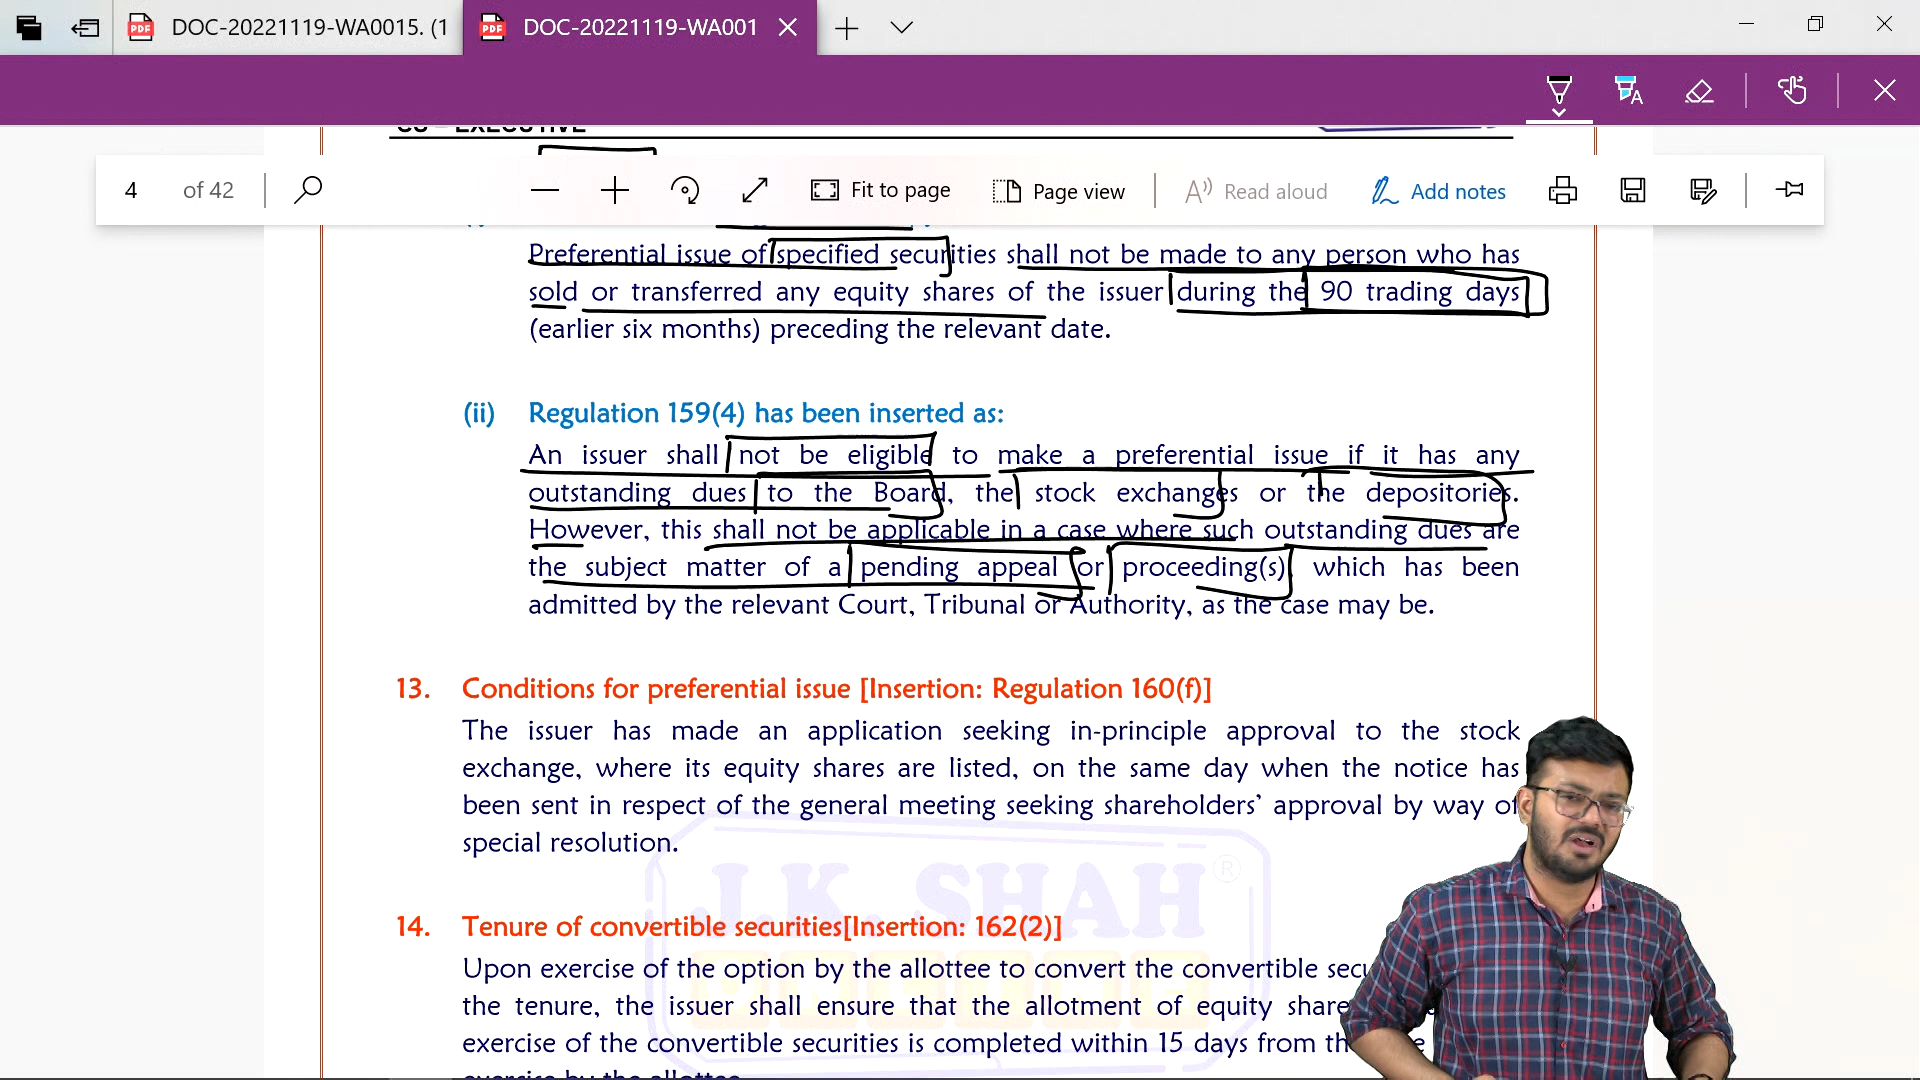 DOC-20221119-WA0015. (1
DOC-20221119-WA001
CS – EXECUTIVE
4 of 42
Fit to page
Page view
Read aloud
Add notes
Preferential issue of specified securities shall not be made to any person who has
sold or transferred any equity shares of the issuer during the 90 trading days
(earlier six months) preceding the relevant date.
(ii) Regulation 159(4) has been inserted as:
An issuer shall not be eligible to make a preferential issue if it has any
outstanding dues to the Board, the stock exchanges or the depositories.
However, this shall not be applicable in a case where such outstanding dues are
the subject matter of a pending appeal or proceeding(s), which has been
admitted by the relevant Court, Tribunal or Authority, as the case may be.
13. Conditions for preferential issue [Insertion: Regulation 160(f)]
The issuer has made an application seeking in-principle approval to the stock
exchange, where its equity shares are listed, on the same day when the notice has
been sent in respect of the general meeting seeking shareholders’ approval by way of
special resolution.
J.K. SHAH®
14. Tenure of convertible securities[Insertion: 162(2)]
Upon exercise of the option by the allottee to convert the convertible
the tenure, the issuer shall ensure that the allotment of equity
exercise of the convertible securities is completed within 15 days from
exercise by the allottee.